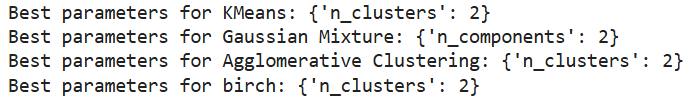 Best parameters for KMeans: {'n_clusters': 2}
Best parameters for Gaussian Mixture: {'n_components': 2}
Best parameters for Agglomerative Clustering: {'n_clusters': 2}
Best parameters for birch: {'n_clusters': 2}